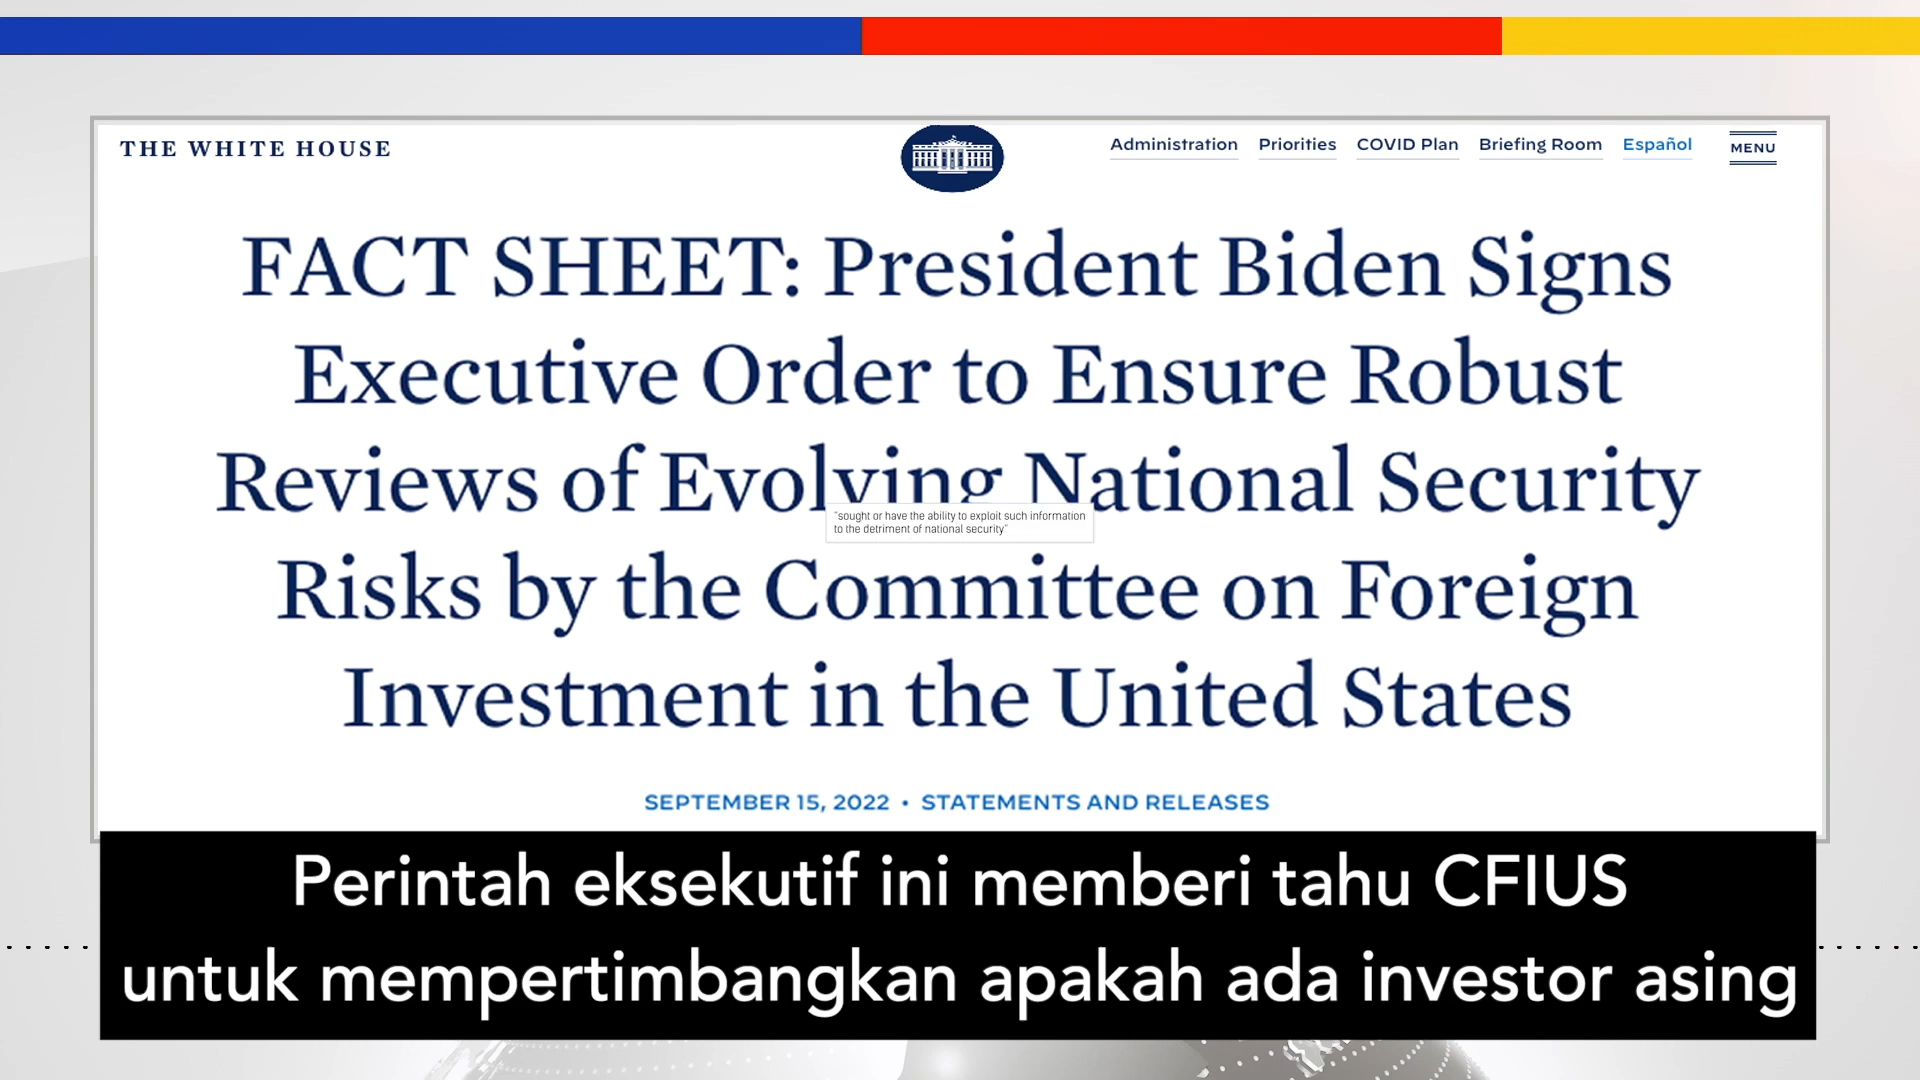 THE WHITE HOUSE
Administration Priorities COVID Plan Briefing Room Español MENU
FACT SHEET: President Biden Signs
Executive Order to Ensure Robust
Reviews of Evolving National Security
"sought or have the ability to exploit such information
to the detriment of national security"
Risks by the Committee on Foreign
Investment in the United States
SEPTEMBER 15, 2022 • STATEMENTS AND RELEASES
Perintah eksekutif ini memberi tahu CFIUS
untuk mempertimbangkan apakah ada investor asing